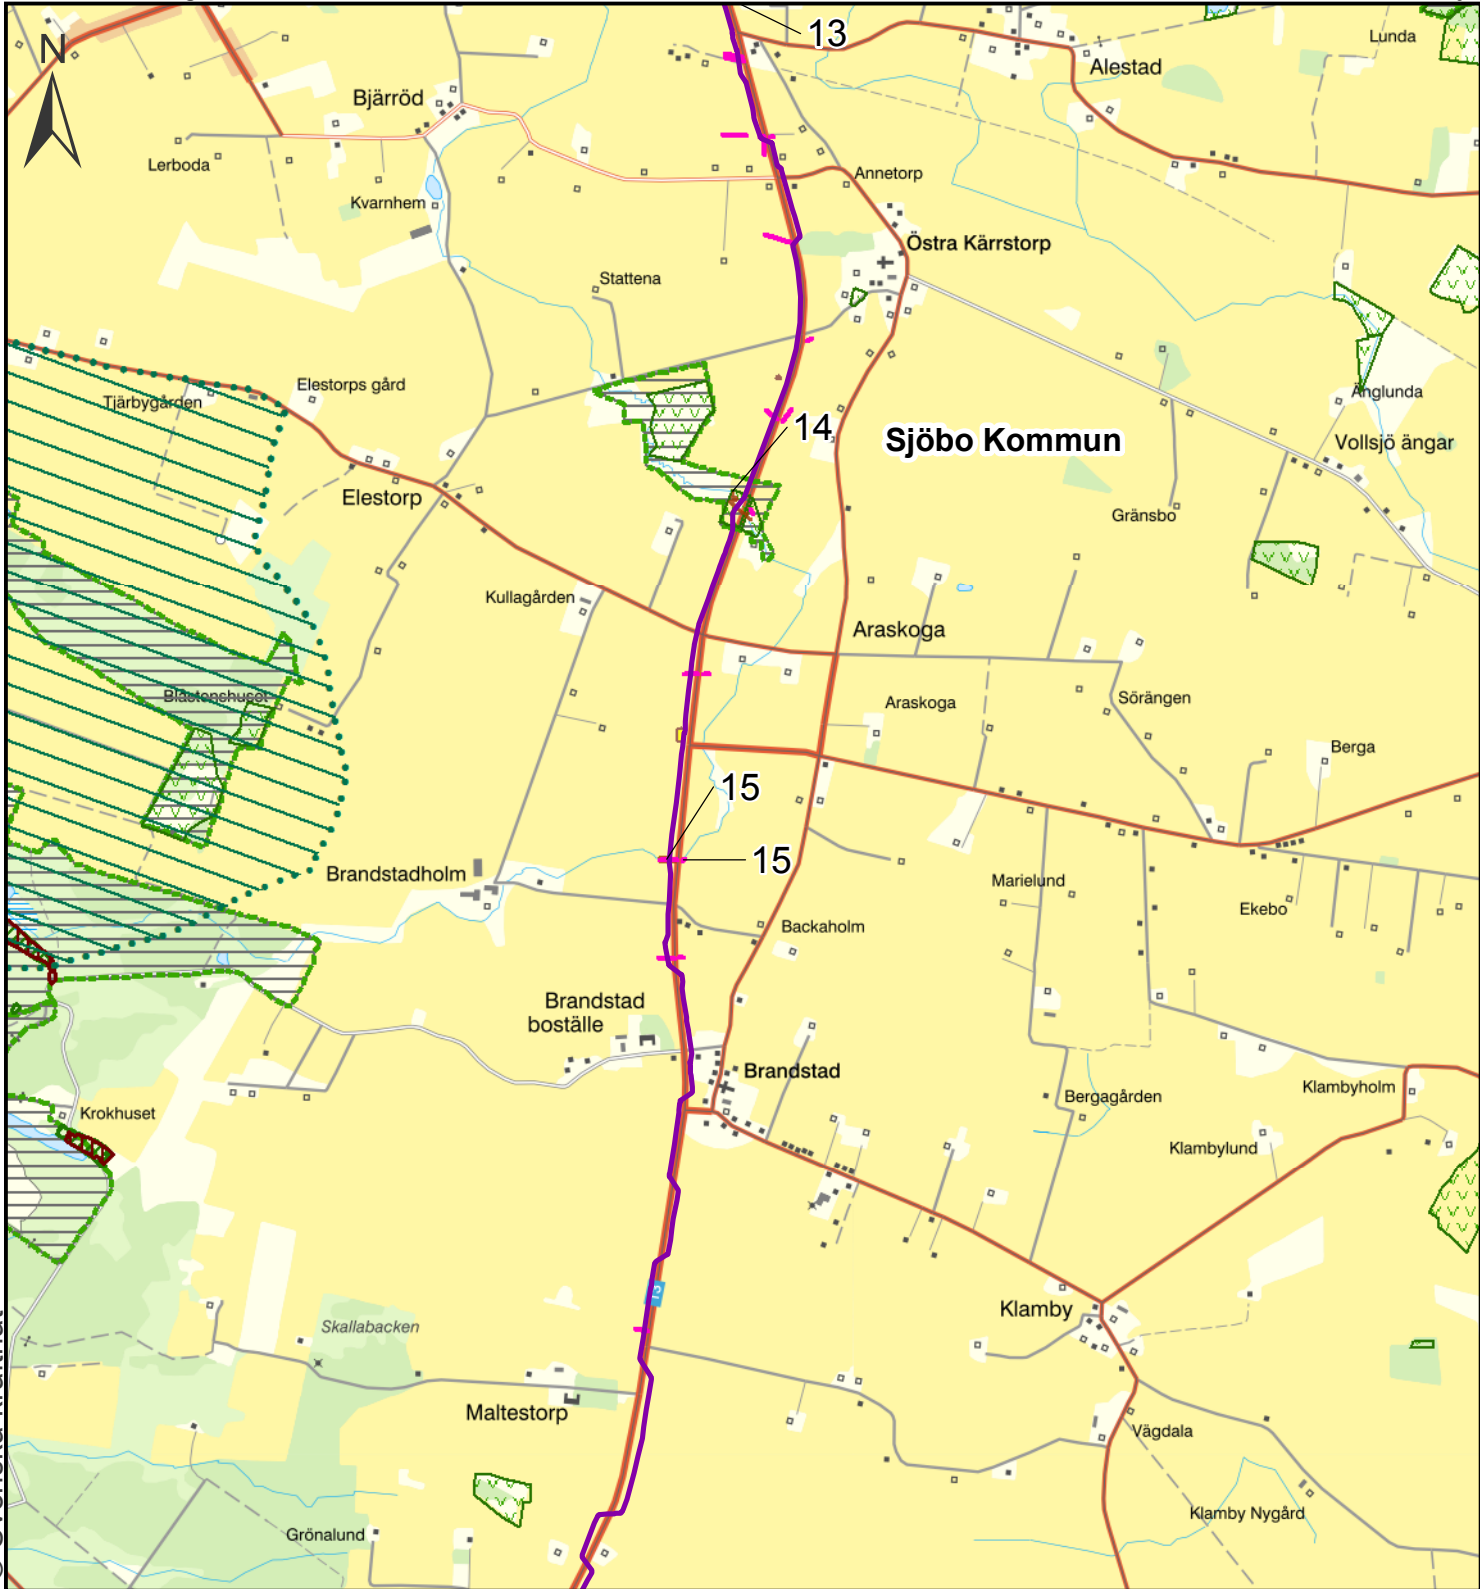 N
13
Lunda
Alestad
Bjärröd
Lerboda
Kvarnhem
Annetorp
Östra Kärrstorp
Stattena
Elestorps gård
Tjärbygården
Änglunda
Vollsjö ängar
Sjöbo Kommun
14
Elestorp
Gränsbo
Kullagården
Araskoga
Blåstenshuset
Araskoga
Sörängen
Berga
15
15
Brandstadholm
Marielund
Ekebo
Backaholm
Brandstad
boställe
Brandstad
Bergagården
Klambyholm
Krokhuset
Klambylund
13
Klamby
Skallabacken
Maltestorp
Vägdala
Klamby Nygård
Grönalund